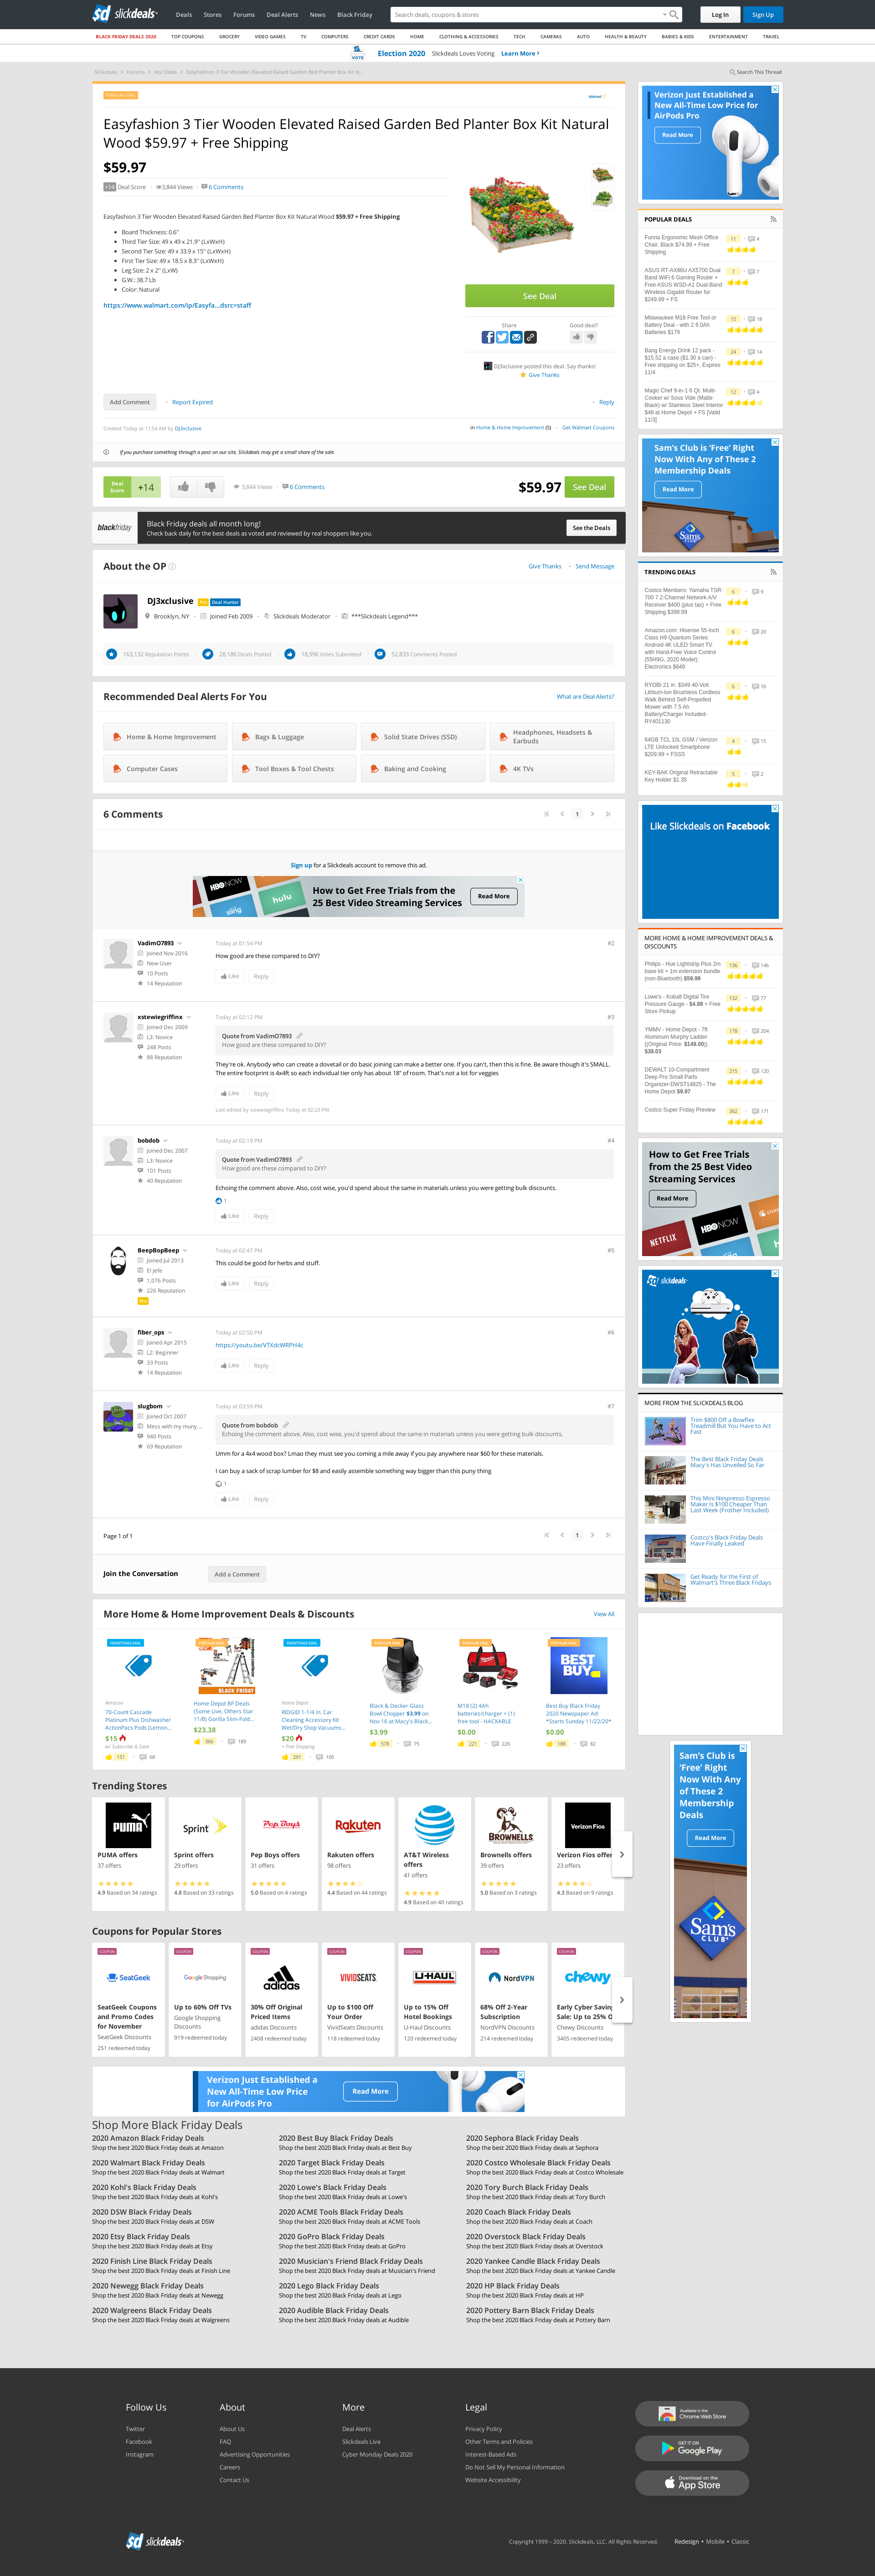 slickdeals
Deals Stores Forums Deal Alerts News Black Friday
Search deals, coupons & stores
Log In Sign Up
BLACK FRIDAY DEALS 2020 TOP COUPONS GROCERY VIDEO GAMES TV COMPUTERS CREDIT CARDS HOME CLOTHING & ACCESSORIES TECH CAMERAS AUTO HEALTH & BEAUTY BABIES & KIDS ENTERTAINMENT TRAVEL
VOTE Election 2020 Slickdeals Loves Voting Learn More
Slickdeals Forums Hot Deals Easyfashion 3 Tier Wooden Elevated Raised Garden Bed Planter Box Kit N...
Search This Thread
POPULAR DEAL
Walmart
Easyfashion 3 Tier Wooden Elevated Raised Garden Bed Planter Box Kit Natural
Wood $59.97 + Free Shipping
$59.97
+14 Deal Score 3,844 Views 6 Comments
Easyfashion 3 Tier Wooden Elevated Raised Garden Bed Planter Box Kit Natural Wood $59.97 + Free Shipping
Board Thickness: 0.6"
Third Tier Size: 49 x 49 x 21.9" (LxWxH)
Second Tier Size: 49 x 33.9 x 15" (LxWxH)
First Tier Size: 49 x 18.5 x 8.3" (LxWxH)
Leg Size: 2 x 2" (LxW)
G.W.: 38.7 Lb
Color: Natural
https://www.walmart.com/ip/Easyfa...dsrc=staff
See Deal
Share Good deal?
DJ3xclusive posted this deal. Say thanks!
Give Thanks
Add Comment Report Expired Reply
Created Today at 11:54 AM by DJ3xclusive
in Home & Home Improvement (5) Get Walmart Coupons
If you purchase something through a post on our site, Slickdeals may get a small share of the sale.
Deal Score +14 3,844 Views 6 Comments $59.97 See Deal
blackfriday
Black Friday deals all month long!
Check back daily for the best deals as voted and reviewed by real shoppers like you.
See the Deals
About the OP
Give Thanks Send Message
DJ3xclusive Pro Deal Hunter
Brooklyn, NY Joined Feb 2009 Slickdeals Moderator ***Slickdeals Legend***
163,132 Reputation Points 28,186 Deals Posted 18,996 Votes Submitted 52,833 Comments Posted
Recommended Deal Alerts For You
What are Deal Alerts?
Home & Home Improvement Bags & Luggage Solid State Drives (SSD) Headphones, Headsets & Earbuds
Computer Cases Tool Boxes & Tool Chests Baking and Cooking 4K TVs
6 Comments
1
Sign up for a Slickdeals account to remove this ad.
hulu
sling
How to Get Free Trials from the
25 Best Video Streaming Services
Read More
VadimO7893
Joined Nov 2016
New User
10 Posts
14 Reputation
Today at 01:54 PM #2
How good are these compared to DIY?
Like Reply
xstewiegriffinx
Joined Dec 2009
L3: Novice
248 Posts
88 Reputation
Today at 02:12 PM #3
Quote from VadimO7893
How good are these compared to DIY?
They're ok. Anybody who can create a dovetail or do basic joining can make a better one. If you can't, then this is fine. Be aware though it's SMALL.
The entire footprint is 4x4ft so each individual tier only has about 18" of room. That's not a lot for veggies
Like Reply
Last edited by xstewiegriffinx Today at 02:23 PM.
bobdob
Joined Dec 2007
L3: Novice
101 Posts
40 Reputation
Today at 02:19 PM #4
Quote from VadimO7893
How good are these compared to DIY?
Echoing the comment above. Also, cost wise, you'd spend about the same in materials unless you were getting bulk discounts.
1
Like Reply
BeepBopBeep
Joined Jul 2013
El Jefe
1,076 Posts
226 Reputation
Pro
Today at 02:47 PM #5
This could be good for herbs and stuff.
Like Reply
fiber_ops
Joined Apr 2015
L2: Beginner
33 Posts
14 Reputation
Today at 02:50 PM #6
https://youtu.be/VTXdcWRPH4c
Like Reply
slugbom
Joined Oct 2007
Mess with my muny ...
940 Posts
69 Reputation
Today at 03:59 PM #7
Quote from bobdob
Echoing the comment above. Also, cost wise, you'd spend about the same in materials unless you were getting bulk discounts.
Umm for a 4x4 wood box? Lmao they must see you coming a mile away if you pay anywhere near $60 for these materials.
I can buy a sack of scrap lumber for $8 and easily assemble something way bigger than this puny thing
1
Like Reply
Page 1 of 1
1
Join the Conversation Add a Comment
More Home & Home Improvement Deals & Discounts
View All
FRONTPAGE DEAL
Amazon
70-Count Cascade
Platinum Plus Dishwasher
ActionPacs Pods (Lemon...
$15
w/ Subscribe & Save
151 68
POPULAR DEAL
BLACK FRIDAY
Home Depot BF Deals
(Some Live, Others Star
11/8) Gorilla Slim-Fold...
$23.38
366 189
FRONTPAGE DEAL
Home Depot
RIDGID 1-1/4 in. Car
Cleaning Accessory Kit
Wet/Dry Shop Vacuums...
$20
+ Free Shipping
291 100
POPULAR DEAL
Black & Decker Glass
Bowl Chopper $3.99 on
Nov 16 at Macy's Black...
$3.99
578 75
POPULAR DEAL
M18 (2) 4Ah
batteries/charger + (1)
free tool - HACKABLE
$0.00
221 226
POPULAR DEAL
BEST BUY
Best Buy Black Friday
2020 Newspaper Ad:
*Starts Sunday 11/22/20*
$0.00
188 82
Trending Stores
PUMA
PUMA offers
37 offers
4.9 Based on 34 ratings
Sprint
Sprint offers
29 offers
4.8 Based on 33 ratings
Pep Boys
Pep Boys offers
31 offers
5.0 Based on 4 ratings
Rakuten
Rakuten offers
98 offers
4.4 Based on 44 ratings
AT&T Wireless
offers
41 offers
4.9 Based on 40 ratings
BROWNELLS
Brownells offers
39 offers
5.0 Based on 3 ratings
Verizon Fios
Verizon Fios offer
23 offers
4.3 Based on 9 ratings
Coupons for Popular Stores
COUPON
SeatGeek
SeatGeek Coupons
and Promo Codes
for November
SeatGeek Discounts
251 redeemed today
COUPON
Google Shopping
Up to 60% Off TVs
Google Shopping
Discounts
919 redeemed today
COUPON
adidas
30% Off Original
Priced Items
adidas Discounts
2408 redeemed today
COUPON
VIVIDSEATS
Up to $100 Off
Your Order
VividSeats Discounts
118 redeemed today
COUPON
U-HAUL
Up to 15% Off
Hotel Bookings
U-Haul Discounts
120 redeemed today
COUPON
NordVPN
68% Off 2-Year
Subscription
NordVPN Discounts
214 redeemed today
COUPON
chewy
Early Cyber Saving
Sale: Up to 25% O
Chewy Discounts
3405 redeemed today
Verizon Just Established a
New All-Time Low Price
for AirPods Pro
Read More
Shop More Black Friday Deals
2020 Amazon Black Friday Deals
Shop the best 2020 Black Friday deals at Amazon
2020 Best Buy Black Friday Deals
Shop the best 2020 Black Friday deals at Best Buy
2020 Sephora Black Friday Deals
Shop the best 2020 Black Friday deals at Sephora
2020 Walmart Black Friday Deals
Shop the best 2020 Black Friday deals at Walmart
2020 Target Black Friday Deals
Shop the best 2020 Black Friday deals at Target
2020 Costco Wholesale Black Friday Deals
Shop the best 2020 Black Friday deals at Costco Wholesale
2020 Kohl's Black Friday Deals
Shop the best 2020 Black Friday deals at Kohl's
2020 Lowe's Black Friday Deals
Shop the best 2020 Black Friday deals at Lowe's
2020 Tory Burch Black Friday Deals
Shop the best 2020 Black Friday deals at Tory Burch
2020 DSW Black Friday Deals
Shop the best 2020 Black Friday deals at DSW
2020 ACME Tools Black Friday Deals
Shop the best 2020 Black Friday deals at ACME Tools
2020 Coach Black Friday Deals
Shop the best 2020 Black Friday deals at Coach
2020 Etsy Black Friday Deals
Shop the best 2020 Black Friday deals at Etsy
2020 GoPro Black Friday Deals
Shop the best 2020 Black Friday deals at GoPro
2020 Overstock Black Friday Deals
Shop the best 2020 Black Friday deals at Overstock
2020 Finish Line Black Friday Deals
Shop the best 2020 Black Friday deals at Finish Line
2020 Musician's Friend Black Friday Deals
Shop the best 2020 Black Friday deals at Musician's Friend
2020 Yankee Candle Black Friday Deals
Shop the best 2020 Black Friday deals at Yankee Candle
2020 Newegg Black Friday Deals
Shop the best 2020 Black Friday deals at Newegg
2020 Lego Black Friday Deals
Shop the best 2020 Black Friday deals at Lego
2020 HP Black Friday Deals
Shop the best 2020 Black Friday deals at HP
2020 Walgreens Black Friday Deals
Shop the best 2020 Black Friday deals at Walgreens
2020 Audible Black Friday Deals
Shop the best 2020 Black Friday deals at Audible
2020 Pottery Barn Black Friday Deals
Shop the best 2020 Black Friday deals at Pottery Barn
Verizon Just Established a
New All-Time Low Price for
AirPods Pro
Read More
POPULAR DEALS
Furiria Ergonomic Mesh Office
Chair, Black $74.99 + Free
Shipping
11 4
ASUS RT-AX86U AX5700 Dual
Band WiFi 6 Gaming Router +
Free ASUS WSD-A1 Dual-Band
Wireless Gigabit Router for
$249.99 + FS
7 7
Milawaukee M18 Free Tool or
Battery Deal - with 2 6.0Ah
Batteries $179
15 18
Bang Energy Drink 12 pack -
$15.52 a case ($1.30 a can) -
Free shipping on $25+, Expires
11/4
24 14
Magic Chef 9-in-1 6 Qt. Multi-
Cooker w/ Sous Vide (Matte
Black) w/ Stainless Steel Interior
$48 at Home Depot + FS [Valid
11/3]
12 4
Sam's Club is 'Free' Right
Now With Any of These 2
Membership Deals
Read More
Sam's
TRENDING DEALS
Costco Members: Yamaha TSR-
700 7.2-Channel Network A/V
Receiver $400 (plus tax) + Free
Shipping $399.99
6 9
Amazon.com: Hisense 55-Inch
Class H9 Quantum Series
Android 4K ULED Smart TV
with Hand-Free Voice Control
(55H9G, 2020 Model):
Electronics $649
6 20
RYOBI 21 in. $349 40-Volt
Lithium-Ion Brushless Cordless
Walk Behind Self-Propelled
Mower with 7.5 Ah
Battery/Charger Included-
RY401130
6 16
64GB TCL 10L GSM / Verizon
LTE Unlocked Smartphone
$209.99 + FSSS
4 15
KEY-BAK Original Retractable
Key Holder $1.35
5 2
Like Slickdeals on Facebook
MORE HOME & HOME IMPROVEMENT DEALS &
DISCOUNTS
Philips - Hue Lightstrip Plus 2m
base kit + 1m extension bundle
(non-Bluetooth) $59.99
136 146
Lowe's - Kobalt Digital Tire
Pressure Gauge - $4.98 + Free
Store Pickup
132 77
YMMV - Home Depot - 7ft
Aluminum Murphy Ladder
((Original Price: $149.00))
$38.03
178 204
DEWALT 10-Compartment
Deep Pro Small Parts
Organizer-DWST14825 - The
Home Depot $9.97
215 120
Costco Super Friday Preview
362 171
How to Get Free Trials
from the 25 Best Video
Streaming Services
Read More
NETFLIX HBO NOW
slickdeals
MORE FROM THE SLICKDEALS BLOG
Trim $800 Off a Bowflex
Treadmill But You Have to Act
Fast
The Best Black Friday Deals
Macy's Has Unveiled So Far
This Mini Nespresso Espresso
Maker Is $100 Cheaper Than
Last Week (Frother Included)
Costco's Black Friday Deals
Have Finally Leaked
Get Ready for the First of
Walmart's Three Black Fridays
Sam's Club is
'Free' Right
Now With Any
of These 2
Membership
Deals
Read More
Sam's CLUB
Follow Us
Twitter
Facebook
Instagram
About
About Us
FAQ
Advertising Opportunities
Careers
Contact Us
More
Deal Alerts
Slickdeals Live
Cyber Monday Deals 2020
Legal
Privacy Policy
Other Terms and Policies
Interest-Based Ads
Do Not Sell My Personal Information
Website Accessibility
Available in the Chrome Web Store
GET IT ON Google Play
Download on the App Store
slickdeals
Copyright 1999 - 2020. Slickdeals, LLC. All Rights Reserved. Redesign • Mobile • Classic